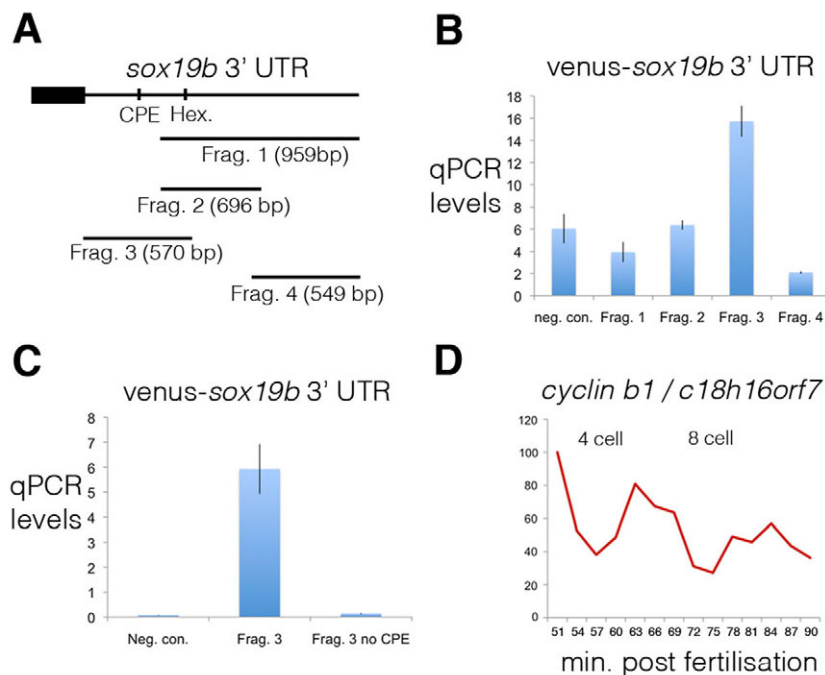 A
sox19b 3' UTR
CPE Hex.
Frag. 1 (959bp)
Frag. 2 (696 bp)
Frag. 3 (570 bp)
Frag. 4 (549 bp)
B
venus-sox19b 3' UTR
qPCR
levels
18
16
14
12
10
8
6
4
2
0
neg. con. Frag. 1 Frag. 2 Frag. 3 Frag. 4
C
venus-sox19b 3' UTR
qPCR
levels
8
7
6
5
4
3
2
1
0
Neg. con. Frag. 3 Frag. 3 no CPE
D
cyclin b1 / c18h16orf7
120
100
80
60
40
20
0
4 cell 8 cell
51 54 57 60 63 66 69 72 75 78 81 84 87 90
min. post fertilisation